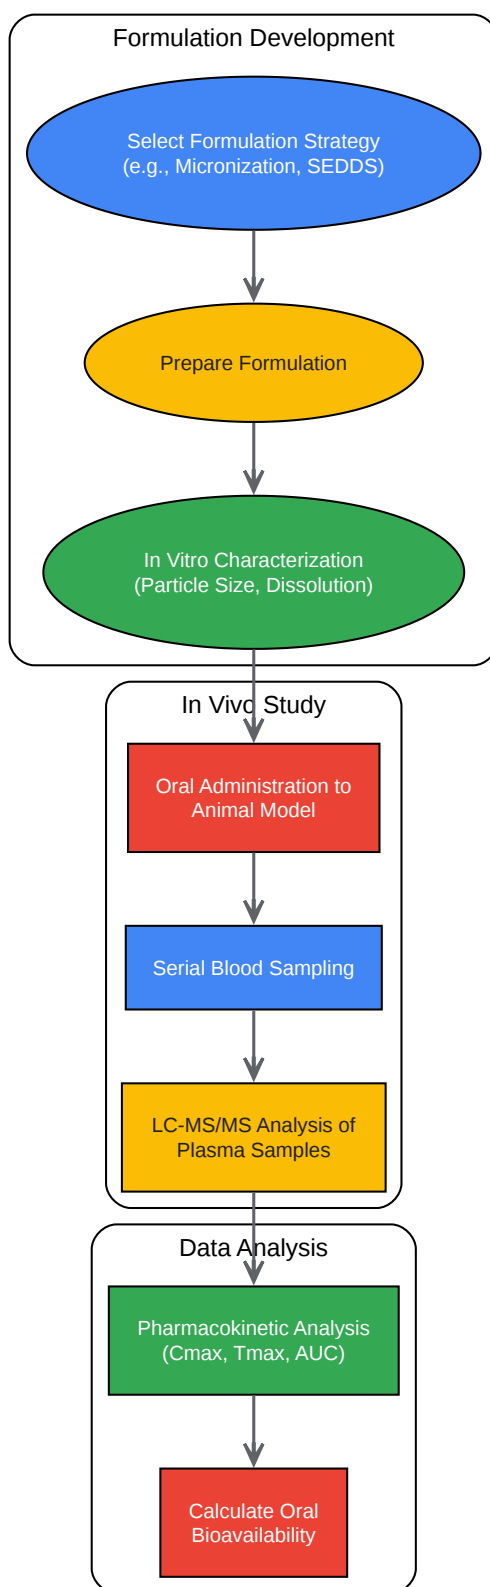 Formulation Development
Select Formulation Strategy
(e.g., Micronization, SEDDS)
Prepare Formulation
In Vitro Characterization
(Particle Size, Dissolution)
In Vivo Study
Oral Administration to
Animal Model
Serial Blood Sampling
LC-MS/MS Analysis of
Plasma Samples
Data Analysis
Pharmacokinetic Analysis
(Cmax, Tmax, AUC)
Calculate Oral
Bioavailability